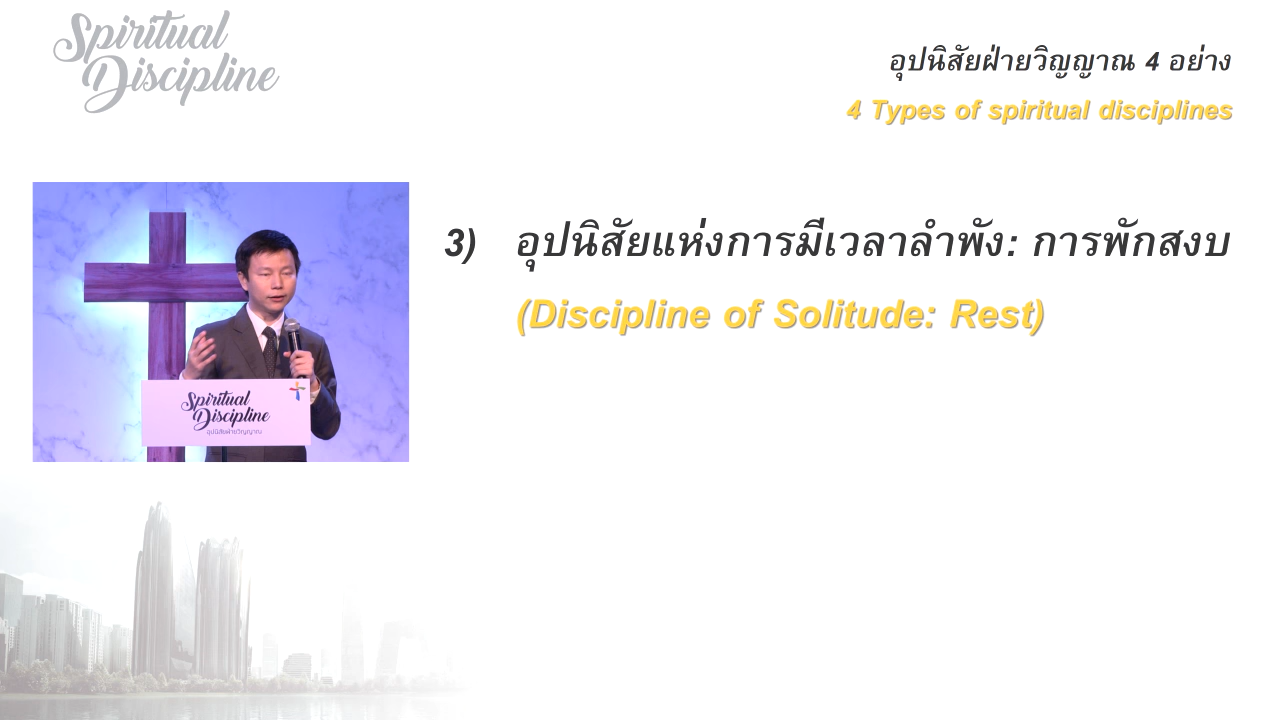 Spiritual
Discipline
อุปนิสัยฝ่ายวิญญาณ 4 อย่าง
4 Types of spiritual disciplines
3) อุปนิสัยแห่งการมีเวลาลำพัง: การพักสงบ
(Discipline of Solitude: Rest)
Spiritual
Discipline
อุปนิสัยฝ่ายวิญญาณ